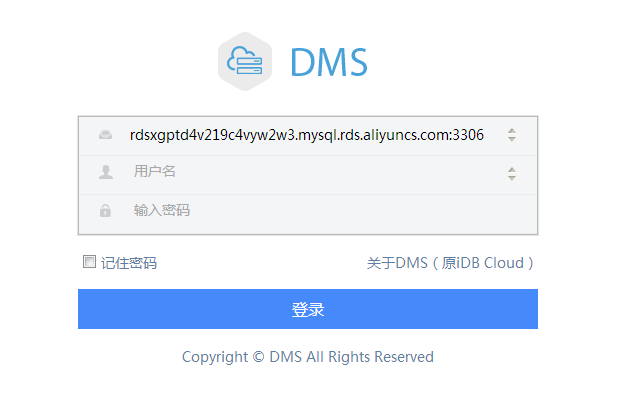 DMS
rdsxgptd4v219c4vyw2w3.mysql.rds.aliyuncs.com:3306
用户名
输入密码
记住密码 关于DMS（原iDB Cloud）
登录
Copyright © DMS All Rights Reserved